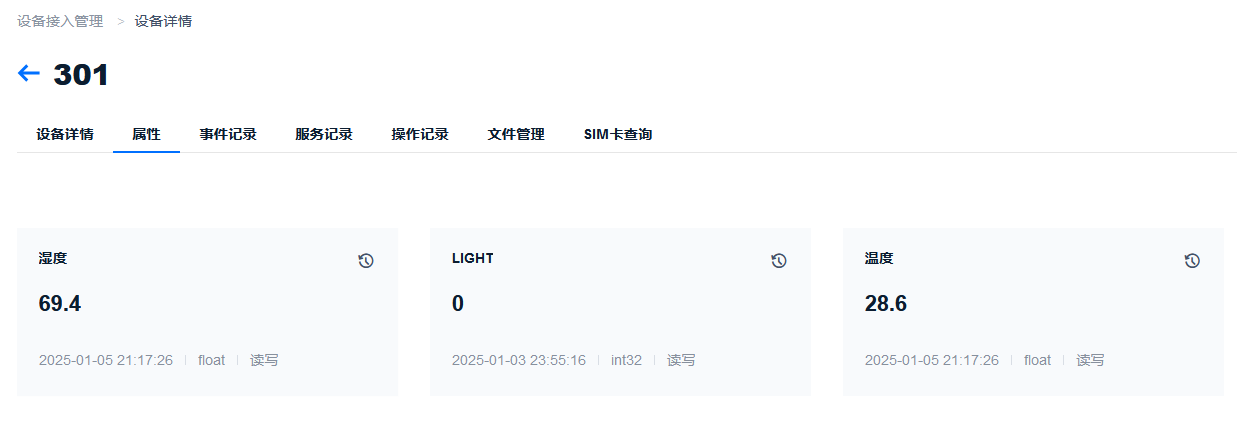 设备接入管理 > 设备详情
301
设备详情 属性 事件记录 服务记录 操作记录 文件管理 SIM卡查询
湿度 LIGHT 温度
69.4 0 28.6
2025-01-05 21:17:26 float 读写 2025-01-03 23:55:16 int32 读写 2025-01-05 21:17:26 float 读写